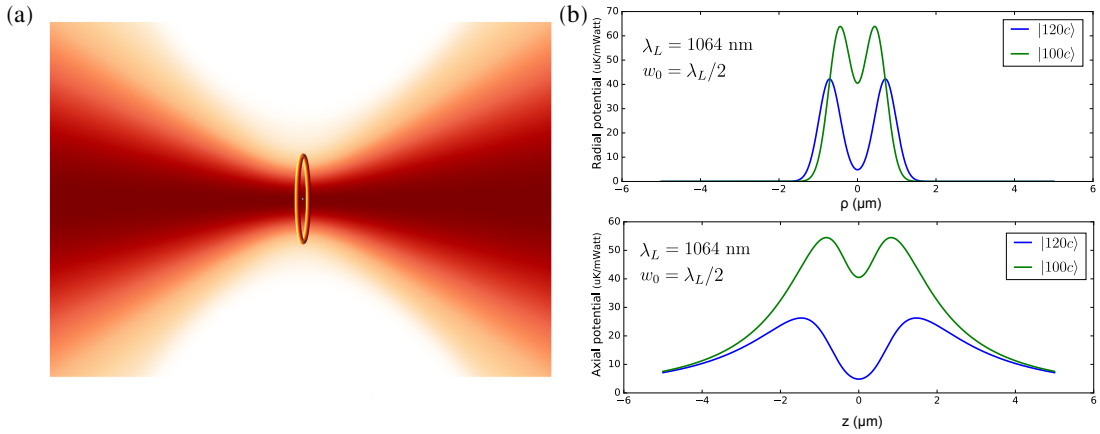 (a)
(b)
70
60
50
40
30
20
10
0
Radial potential (uK/mWatt)
λ_L = 1064 nm
w_0 = λ_L/2
|120c⟩
|100c⟩
−6 −4 −2 0 2 4 6
ρ (μm)
60
50
40
30
20
10
0
Axial potential (uK/mWatt)
λ_L = 1064 nm
w_0 = λ_L/2
|120c⟩
|100c⟩
−6 −4 −2 0 2 4 6
z (μm)